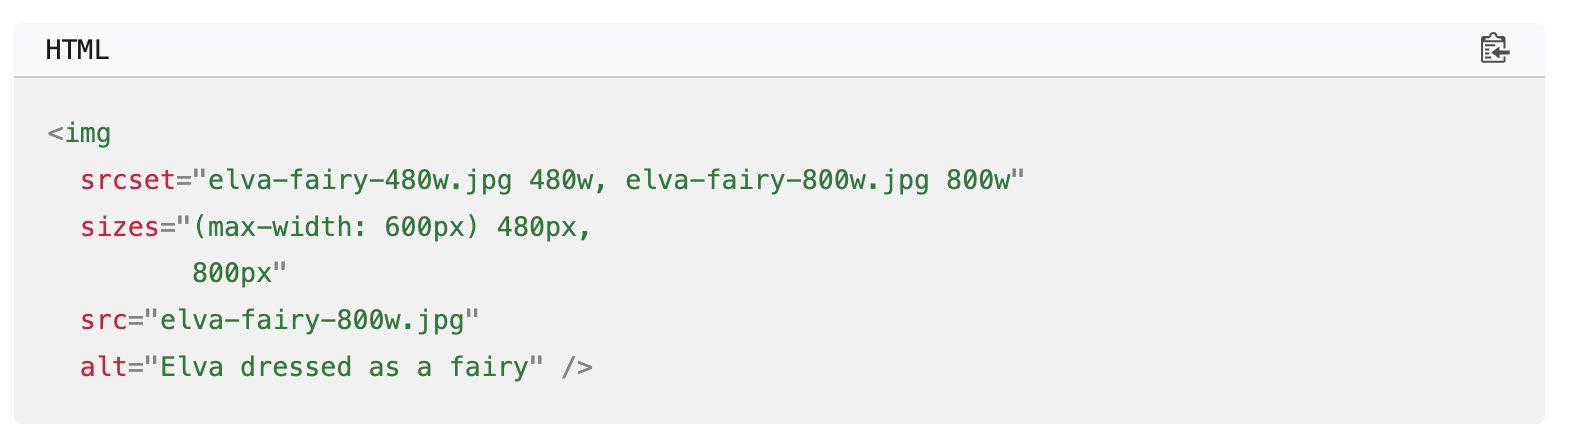 HTML
<img
srcset="elva-fairy-480w.jpg 480w, elva-fairy-800w.jpg 800w"
sizes="(max-width: 600px) 480px,
800px"
src="elva-fairy-800w.jpg"
alt="Elva dressed as a fairy" />